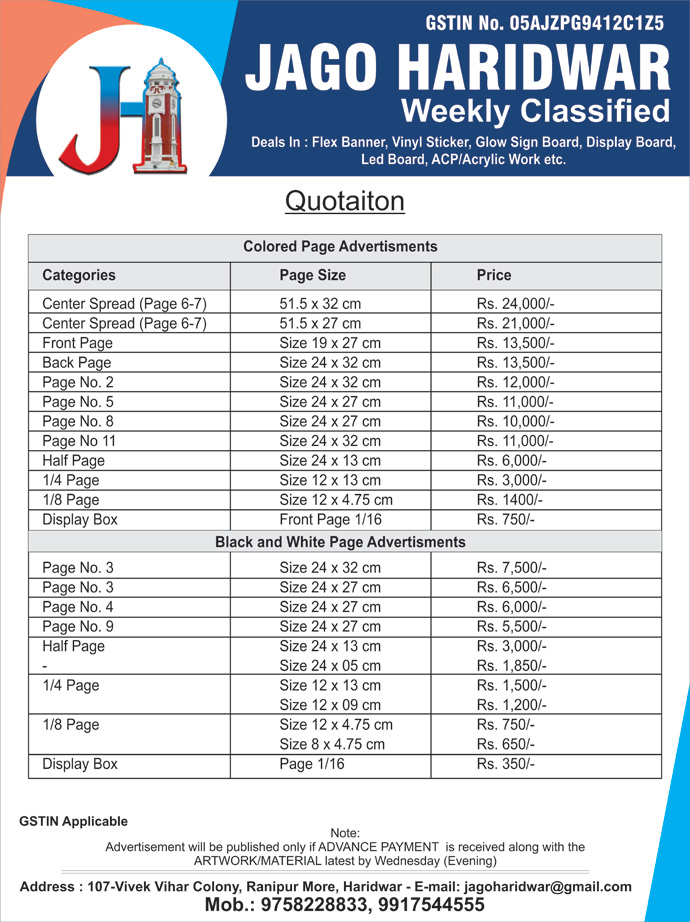 GSTIN No. 05AJZPG9412C1Z5
JH
JAGO HARIDWAR
Weekly Classified
Deals In : Flex Banner, Vinyl Sticker, Glow Sign Board, Display Board,
Led Board, ACP/Acrylic Work etc.
Quotaiton
Colored Page Advertisments
Categories Page Size Price
Center Spread (Page 6-7) 51.5 x 32 cm Rs. 24,000/-
Center Spread (Page 6-7) 51.5 x 27 cm Rs. 21,000/-
Front Page Size 19 x 27 cm Rs. 13,500/-
Back Page Size 24 x 32 cm Rs. 13,500/-
Page No. 2 Size 24 x 32 cm Rs. 12,000/-
Page No. 5 Size 24 x 27 cm Rs. 11,000/-
Page No. 8 Size 24 x 27 cm Rs. 10,000/-
Page No 11 Size 24 x 32 cm Rs. 11,000/-
Half Page Size 24 x 13 cm Rs. 6,000/-
1/4 Page Size 12 x 13 cm Rs. 3,000/-
1/8 Page Size 12 x 4.75 cm Rs. 1400/-
Display Box Front Page 1/16 Rs. 750/-
Black and White Page Advertisments
Page No. 3 Size 24 x 32 cm Rs. 7,500/-
Page No. 3 Size 24 x 27 cm Rs. 6,500/-
Page No. 4 Size 24 x 27 cm Rs. 6,000/-
Page No. 9 Size 24 x 27 cm Rs. 5,500/-
Half Page Size 24 x 13 cm Rs. 3,000/-
- Size 24 x 05 cm Rs. 1,850/-
1/4 Page Size 12 x 13 cm Rs. 1,500/-
Size 12 x 09 cm Rs. 1,200/-
1/8 Page Size 12 x 4.75 cm Rs. 750/-
Size 8 x 4.75 cm Rs. 650/-
Display Box Page 1/16 Rs. 350/-
GSTIN Applicable
Note:
Advertisement will be published only if ADVANCE PAYMENT is received along with the
ARTWORK/MATERIAL latest by Wednesday (Evening)
Address : 107-Vivek Vihar Colony, Ranipur More, Haridwar - E-mail: jagoharidwar@gmail.com
Mob.: 9758228833, 9917544555